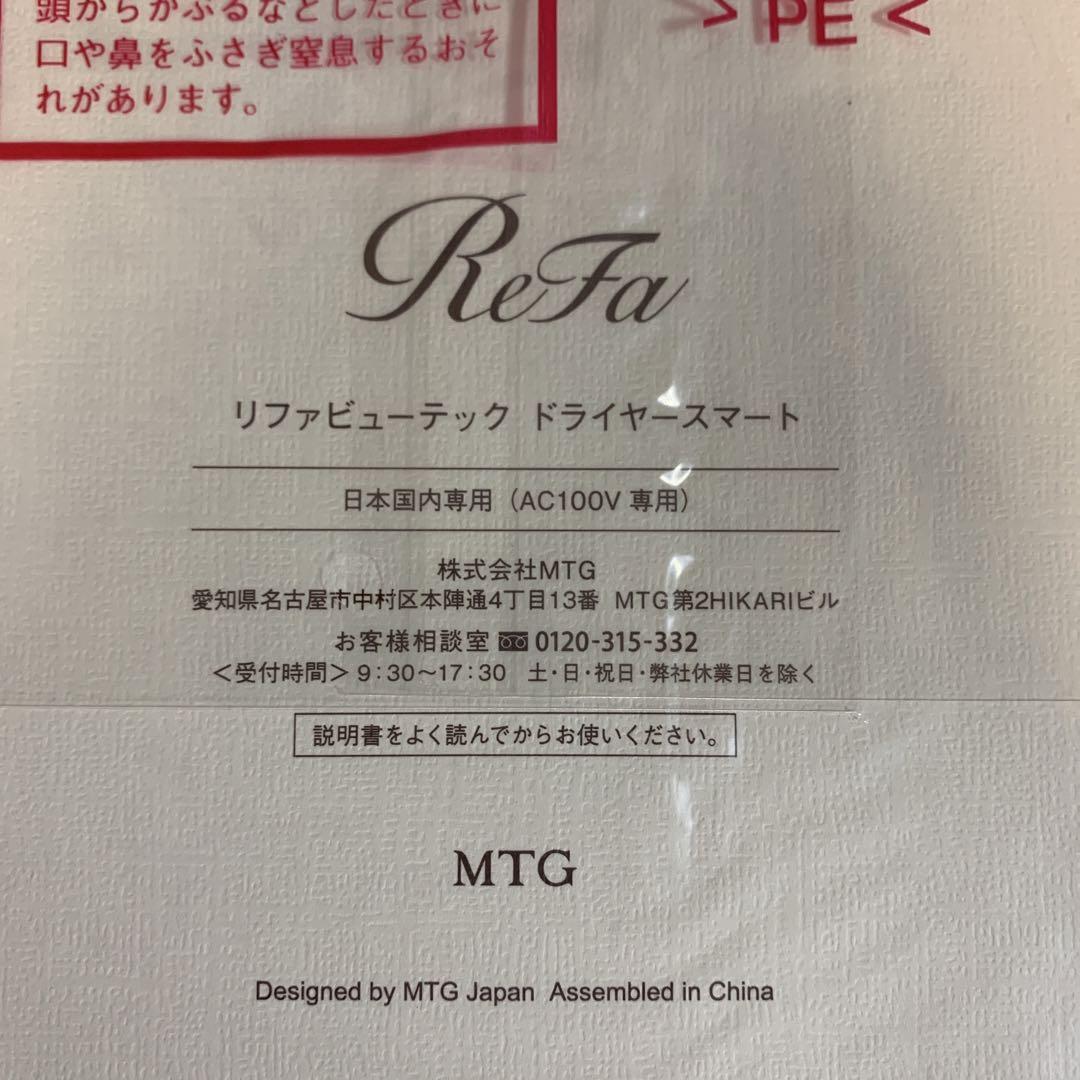 頭からかぶるなどしたときに
口や鼻をふさぎ窒息するおそ
れがあります。
> PE <
ReFa
リファビューテック ドライヤースマート
日本国内専用（AC100V 専用）
株式会社MTG
愛知県名古屋市中村区本陣通4丁目13番 MTG第2HIKARIビル
お客様相談室 0120-315-332
＜受付時間＞9:30〜17:30 土・日・祝日・弊社休業日を除く
説明書をよく読んでからお使いください。
MTG
Designed by MTG Japan Assembled in China